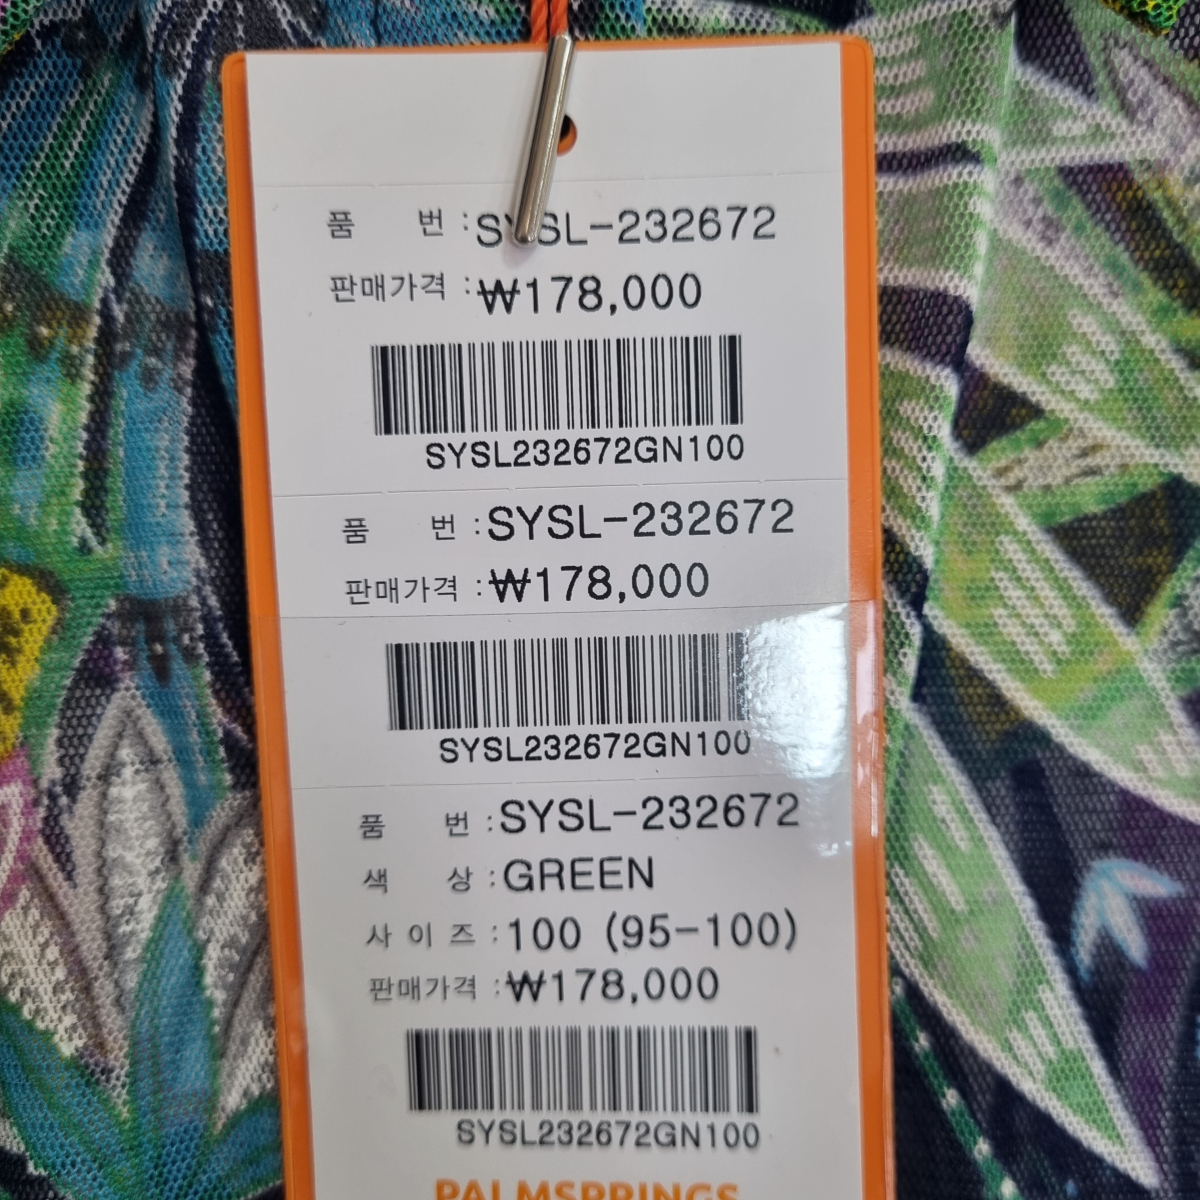 품 번 : SYSL-232672
판매가격 : ₩178,000
SYSL232672GN100
품 번 : SYSL-232672
판매가격 : ₩178,000
SYSL232672GN100
품 번 : SYSL-232672
색 상 : GREEN
사 이 즈 : 100 (95-100)
판매가격 : ₩178,000
SYSL232672GN100
PALMSPRINGS